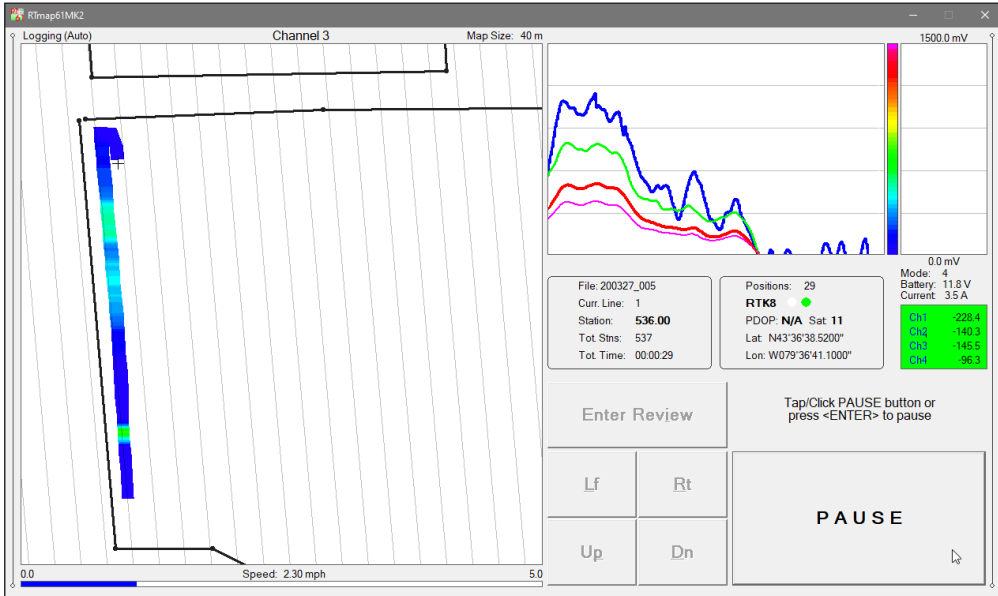 RTmap61MK2
Logging (Auto) Channel 3 Map Size: 40 m
1500.0 mV
0.0 mV
Mode: 4
Battery: 11.8 V
Current: 3.5 A
File: 200327_005
Curr. Line: 1
Station: 536.00
Tot. Stns: 537
Tot. Time: 00:00:29
Positions: 29
RTK8
PDOP: N/A Sat: 11
Lat: N43°36'38.5200"
Lon: W079°36'41.1000"
Ch1 -228.4
Ch2 -140.3
Ch3 -145.5
Ch4 -96.3
Enter Review
Tap/Click PAUSE button or
press <ENTER> to pause
Lf Rt
Up Dn
PAUSE
0.0 Speed: 2.30 mph 5.0